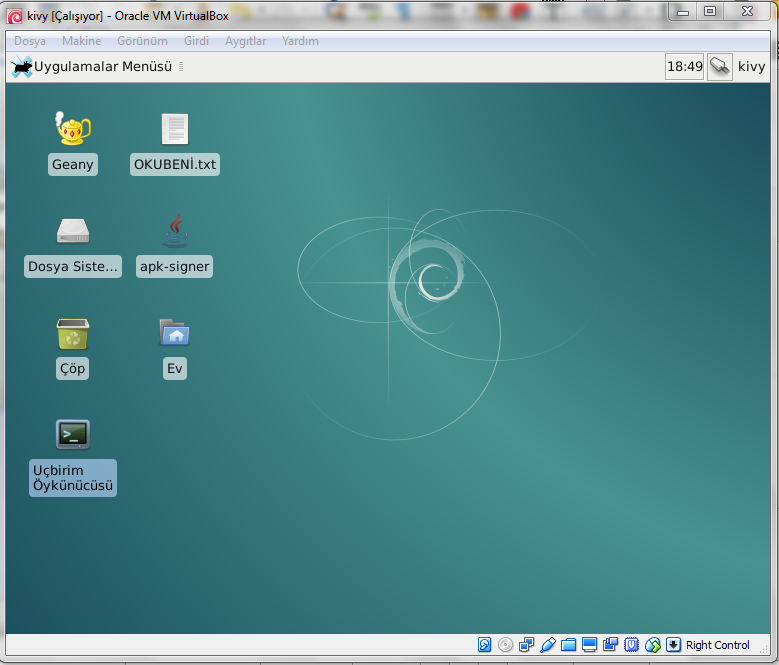 kivy [Çalışıyor] - Oracle VM VirtualBox
Dosya Makine Görünüm Girdi Aygıtlar Yardım
Uygulamalar Menüsü 18:49 kivy
Geany OKUBENİ.txt
Dosya Siste... apk-signer
Çöp Ev
Uçbirim
Öykünücüsü
Right Control